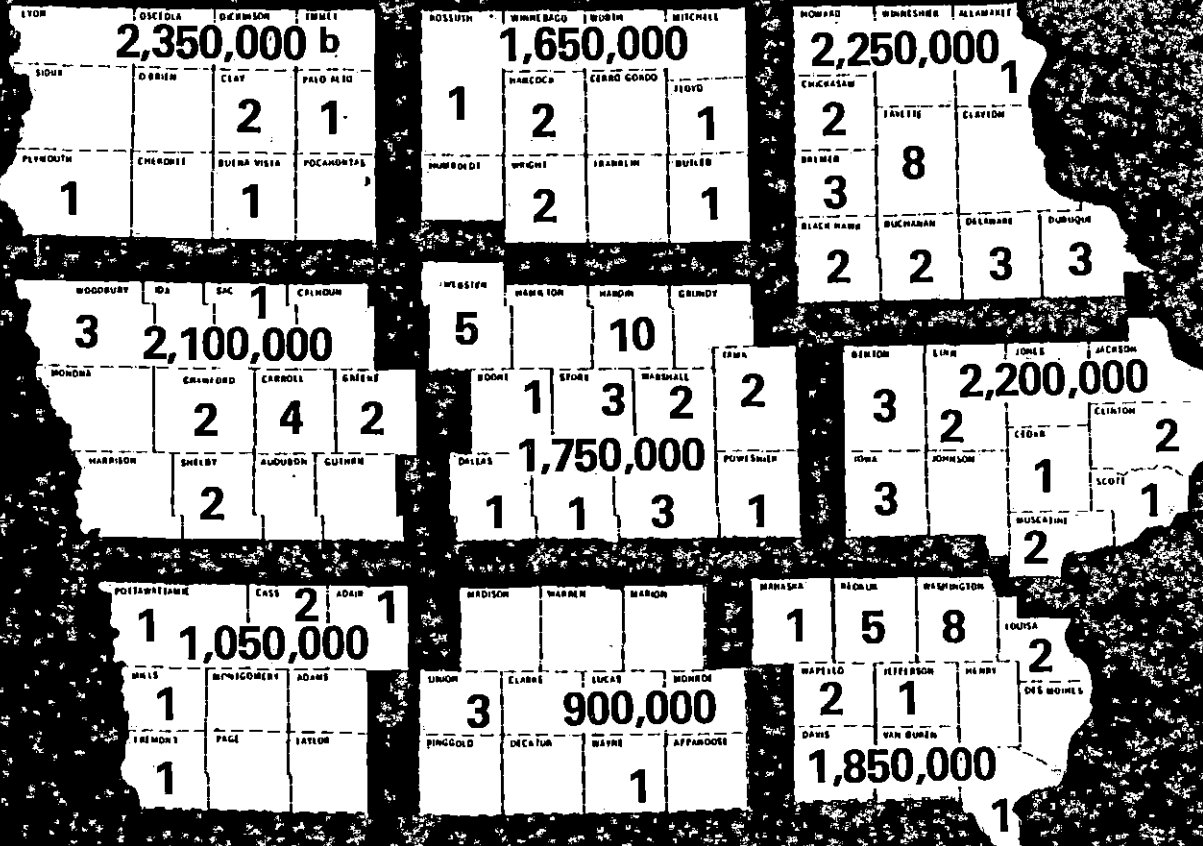 LYON OSCEOLA DICKINSON EMMET
2,350,000 b
SIOUX O BRIEN CLAY PALO ALTO
2 1
PLYMOUTH CHEROKEE BUENA VISTA POCAHONTAS
1 1
KOSSUTH WINNEBAGO WORTH MITCHELL
1,650,000
HANCOCK CERRO GORDO FLOYD
1 2 1
HUMBOLDT WRIGHT FRANKLIN BUTLER
2 1
HOWARD WINNESHIEK ALLAMAKEE
2,250,000
1
CHICKASAW
2
FAYETTE CLAYTON
8
BREMER
3
BLACK HAWK BUCHANAN DELAWARE DUBUQUE
2 2 3 3
WOODBURY IDA SAC CALHOUN
1
3 2,100,000
MONONA CRAWFORD CARROLL GREENE
2 4 2
HARRISON SHELBY AUDUBON GUTHRIE
2
WEBSTER HAMILTON HARDIN GRUNDY
5 10
TAMA
BOONE STORY MARSHALL
1 3 2 2
1,750,000
DALLAS POWESHIEK
1 1 3 1
BENTON LINN JONES JACKSON
2,200,000
3 2
CLINTON
2
CEDAR
1
IOWA JOHNSON
3
SCOTT
1
MUSCATINE
2
POTTAWATTAMIE CASS ADAIR
1 2 1
1,050,000
MILLS MONTGOMERY ADAMS
1
FREMONT PAGE TAYLOR
1
MADISON WARREN MARION
UNION CLARKE LUCAS MONROE
3 900,000
RINGGOLD DECATUR WAYNE APPANOOSE
1
MAHASKA KEOKUK WASHINGTON
1 5 8
LOUISA
2
WAPELLO JEFFERSON HENRY
2 1
DES MOINES
DAVIS VAN BUREN
1,850,000
1